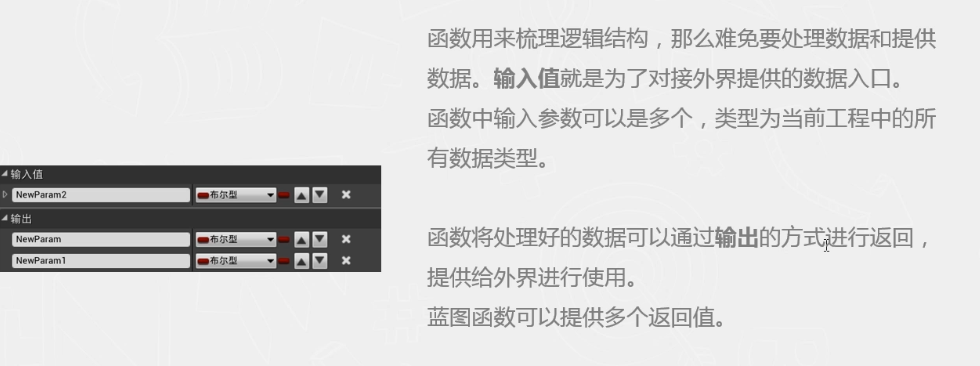 函数用来梳理逻辑结构，那么难免要处理数据和提供
数据。输入值就是为了对接外界提供的数据入口。
函数中输入参数可以是多个，类型为当前工程中的所
有数据类型。
输入值
NewParam2 布尔型
输出
NewParam 布尔型
NewParam1 布尔型
函数将处理好的数据可以通过输出的方式进行返回，
提供给外界进行使用。
蓝图函数可以提供多个返回值。